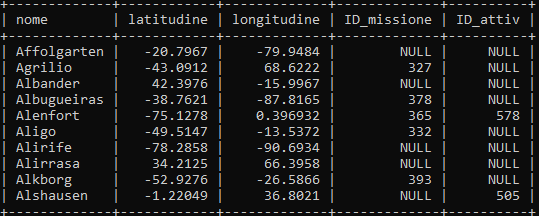 nome | latitudine | longitudine | ID_missione | ID_attiv
Affolgarten | -20.7967 | -79.9484 | NULL | NULL
Agrilio | -43.0912 | 68.6222 | 327 | NULL
Albander | 42.3976 | -15.9967 | NULL | NULL
Albugueiras | -38.7621 | -87.8165 | 378 | NULL
Alenfort | -75.1278 | 0.396932 | 365 | 578
Aligo | -49.5147 | -13.5372 | 332 | NULL
Alirife | -78.2858 | -90.6934 | NULL | NULL
Alirrasa | 34.2125 | 66.3958 | NULL | NULL
Alkborg | -52.9276 | -26.5866 | 393 | NULL
Alshausen | -1.22049 | 36.8021 | NULL | 505